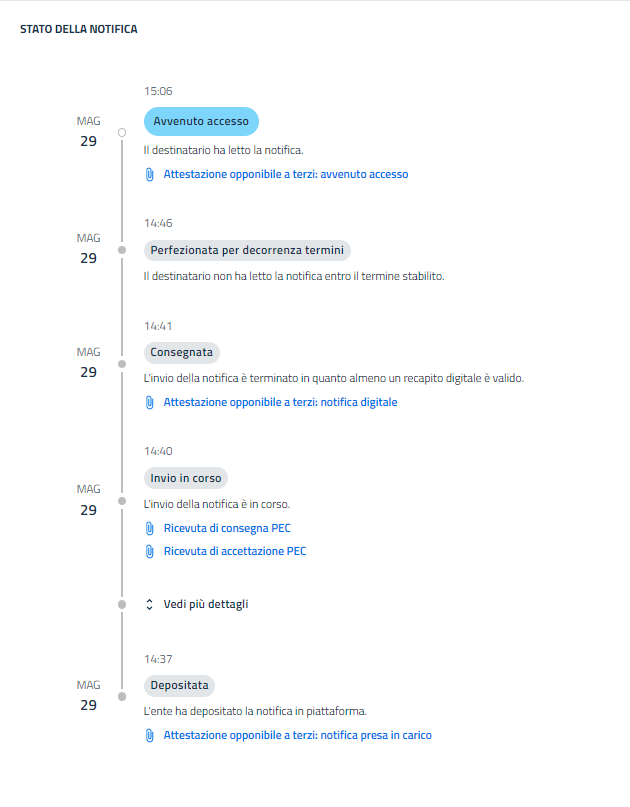 STATO DELLA NOTIFICA
15:06
MAG
29
Avvenuto accesso
Il destinatario ha letto la notifica.
Attestazione opponibile a terzi: avvenuto accesso
14:46
MAG
29
Perfezionata per decorrenza termini
Il destinatario non ha letto la notifica entro il termine stabilito.
14:41
MAG
29
Consegnata
L'invio della notifica è terminato in quanto almeno un recapito digitale è valido.
Attestazione opponibile a terzi: notifica digitale
14:40
MAG
29
Invio in corso
L'invio della notifica è in corso.
Ricevuta di consegna PEC
Ricevuta di accettazione PEC
Vedi più dettagli
14:37
MAG
29
Depositata
L'ente ha depositato la notifica in piattaforma.
Attestazione opponibile a terzi: notifica presa in carico